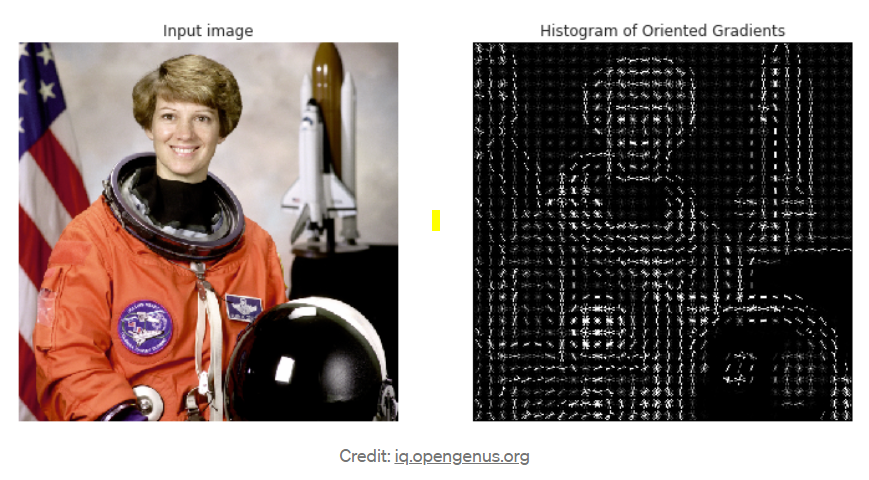 Input image
Histogram of Oriented Gradients
Credit: iq.opengenus.org